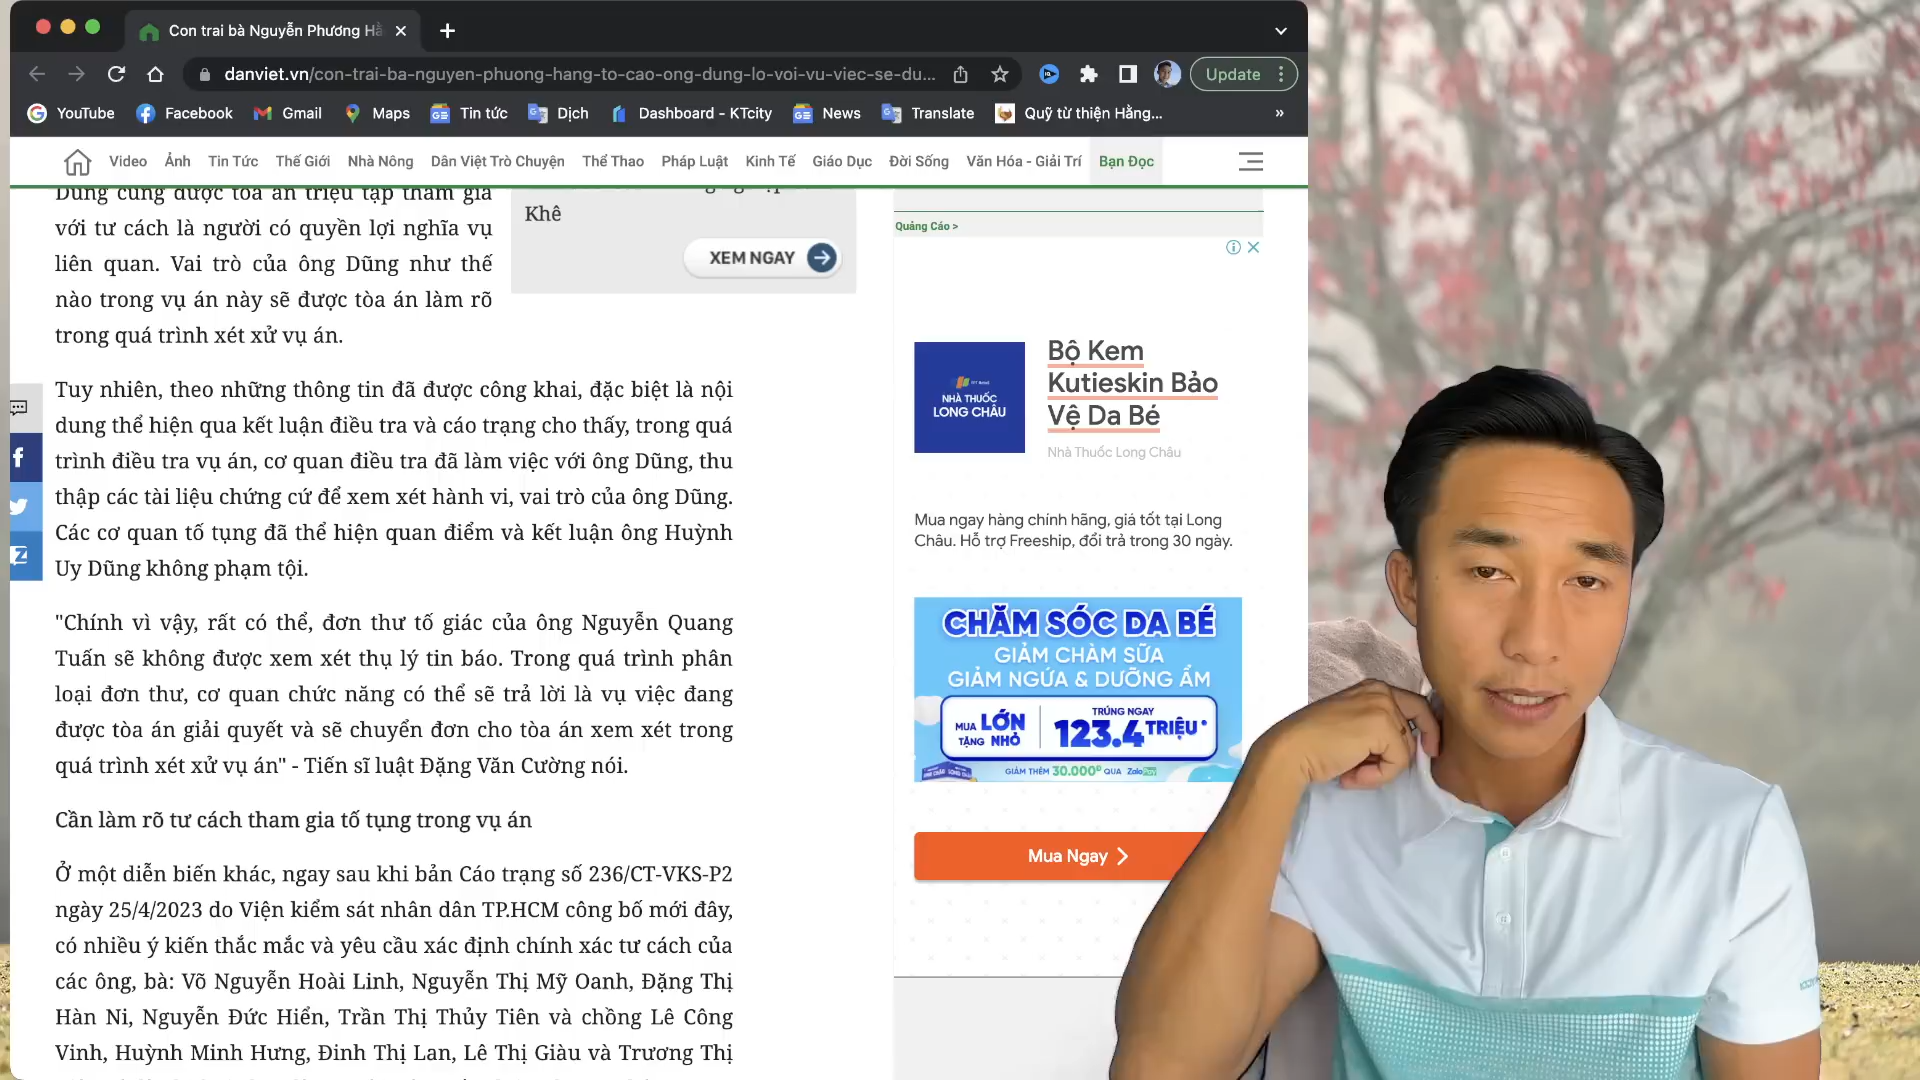 Con trai bà Nguyễn Phương Hằ
danviet.vn/con-trai-ba-nguyen-phuong-hang-to-cao-ong-dung-lo-voi-vu-viec-se-du...
Update
YouTube Facebook Gmail Maps Tin tức Dịch Dashboard - KTcity News Translate Quỹ từ thiện Hằng... »
Video Ảnh Tin Tức Thế Giới Nhà Nông Dân Việt Trò Chuyện Thể Thao Pháp Luật Kinh Tế Giáo Dục Đời Sống Văn Hóa - Giải Trí Bạn Đọc
Dũng cũng được tòa án triệu tập tham gia
với tư cách là người có quyền lợi nghĩa vụ
liên quan. Vai trò của ông Dũng như thế
nào trong vụ án này sẽ được tòa án làm rõ
trong quá trình xét xử vụ án.
Khê
XEM NGAY
Tuy nhiên, theo những thông tin đã được công khai, đặc biệt là nội
dung thể hiện qua kết luận điều tra và cáo trạng cho thấy, trong quá
trình điều tra vụ án, cơ quan điều tra đã làm việc với ông Dũng, thu
thập các tài liệu chứng cứ để xem xét hành vi, vai trò của ông Dũng.
Các cơ quan tố tụng đã thể hiện quan điểm và kết luận ông Huỳnh
Uy Dũng không phạm tội.
"Chính vì vậy, rất có thể, đơn thư tố giác của ông Nguyễn Quang
Tuấn sẽ không được xem xét thụ lý tin báo. Trong quá trình phân
loại đơn thư, cơ quan chức năng có thể sẽ trả lời là vụ việc đang
được tòa án giải quyết và sẽ chuyển đơn cho tòa án xem xét trong
quá trình xét xử vụ án" - Tiến sĩ luật Đặng Văn Cường nói.
Cần làm rõ tư cách tham gia tố tụng trong vụ án
Ở một diễn biến khác, ngay sau khi bản Cáo trạng số 236/CT-VKS-P2
ngày 25/4/2023 do Viện kiểm sát nhân dân TP.HCM công bố mới đây,
có nhiều ý kiến thắc mắc và yêu cầu xác định chính xác tư cách của
các ông, bà: Võ Nguyễn Hoài Linh, Nguyễn Thị Mỹ Oanh, Đặng Thị
Hàn Ni, Nguyễn Đức Hiển, Trần Thị Thủy Tiên và chồng Lê Công
Vinh, Huỳnh Minh Hưng, Đinh Thị Lan, Lê Thị Giàu và Trương Thị
Quảng Cáo >
NHÀ THUỐC
LONG CHÂU
Bộ Kem
Kutieskin Bảo
Vệ Da Bé
Nhà Thuốc Long Châu
Mua ngay hàng chính hãng, giá tốt tại Long
Châu. Hỗ trợ Freeship, đổi trả trong 30 ngày.
CHĂM SÓC DA BÉ
GIẢM CHÀM SỮA
GIẢM NGỨA & DƯỠNG ẨM
MUA LỚN
TẶNG NHỎ
TRÚNG NGAY
123.4 TRIỆU*
GIẢM THÊM 30.000Đ QUA ZaloPay
Mua Ngay